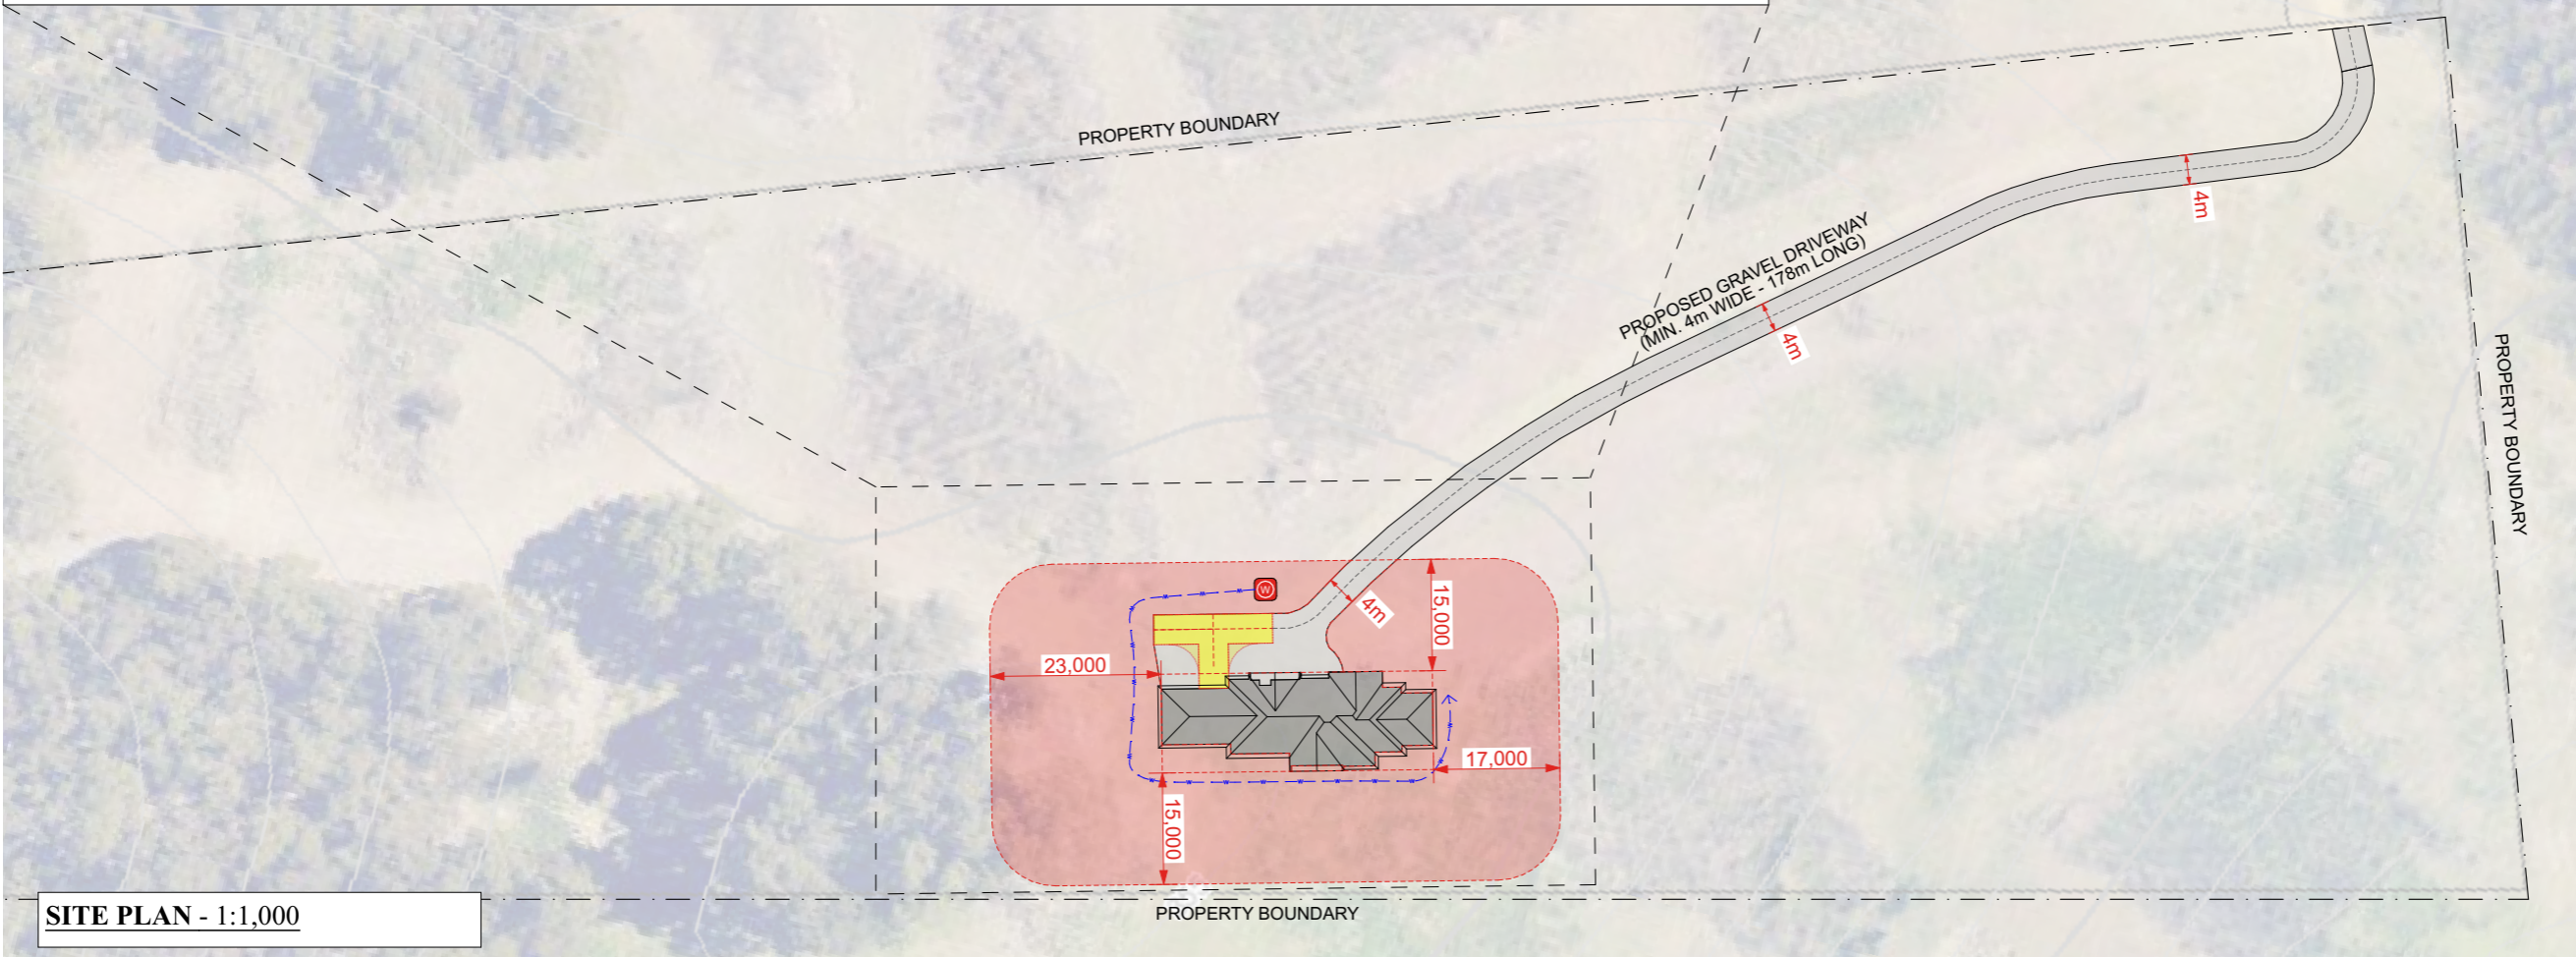 PROPERTY BOUNDARY
4m
PROPOSED GRAVEL DRIVEWAY
(MIN. 4m WIDE - 178m LONG)
4m
PROPERTY BOUNDARY
W
4m
15,000
23,000
17,000
15,000
PROPERTY BOUNDARY
SITE PLAN - 1:1,000